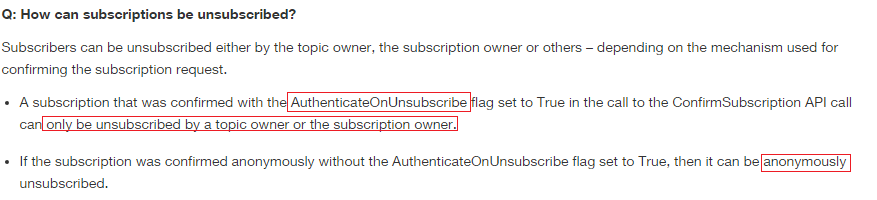 Q: How can subscriptions be unsubscribed?
Subscribers can be unsubscribed either by the topic owner, the subscription owner or others – depending on the mechanism used for
confirming the subscription request.
• A subscription that was confirmed with the AuthenticateOnUnsubscribe flag set to True in the call to the ConfirmSubscription API call
can only be unsubscribed by a topic owner or the subscription owner.
• If the subscription was confirmed anonymously without the AuthenticateOnUnsubscribe flag set to True, then it can be anonymously
unsubscribed.